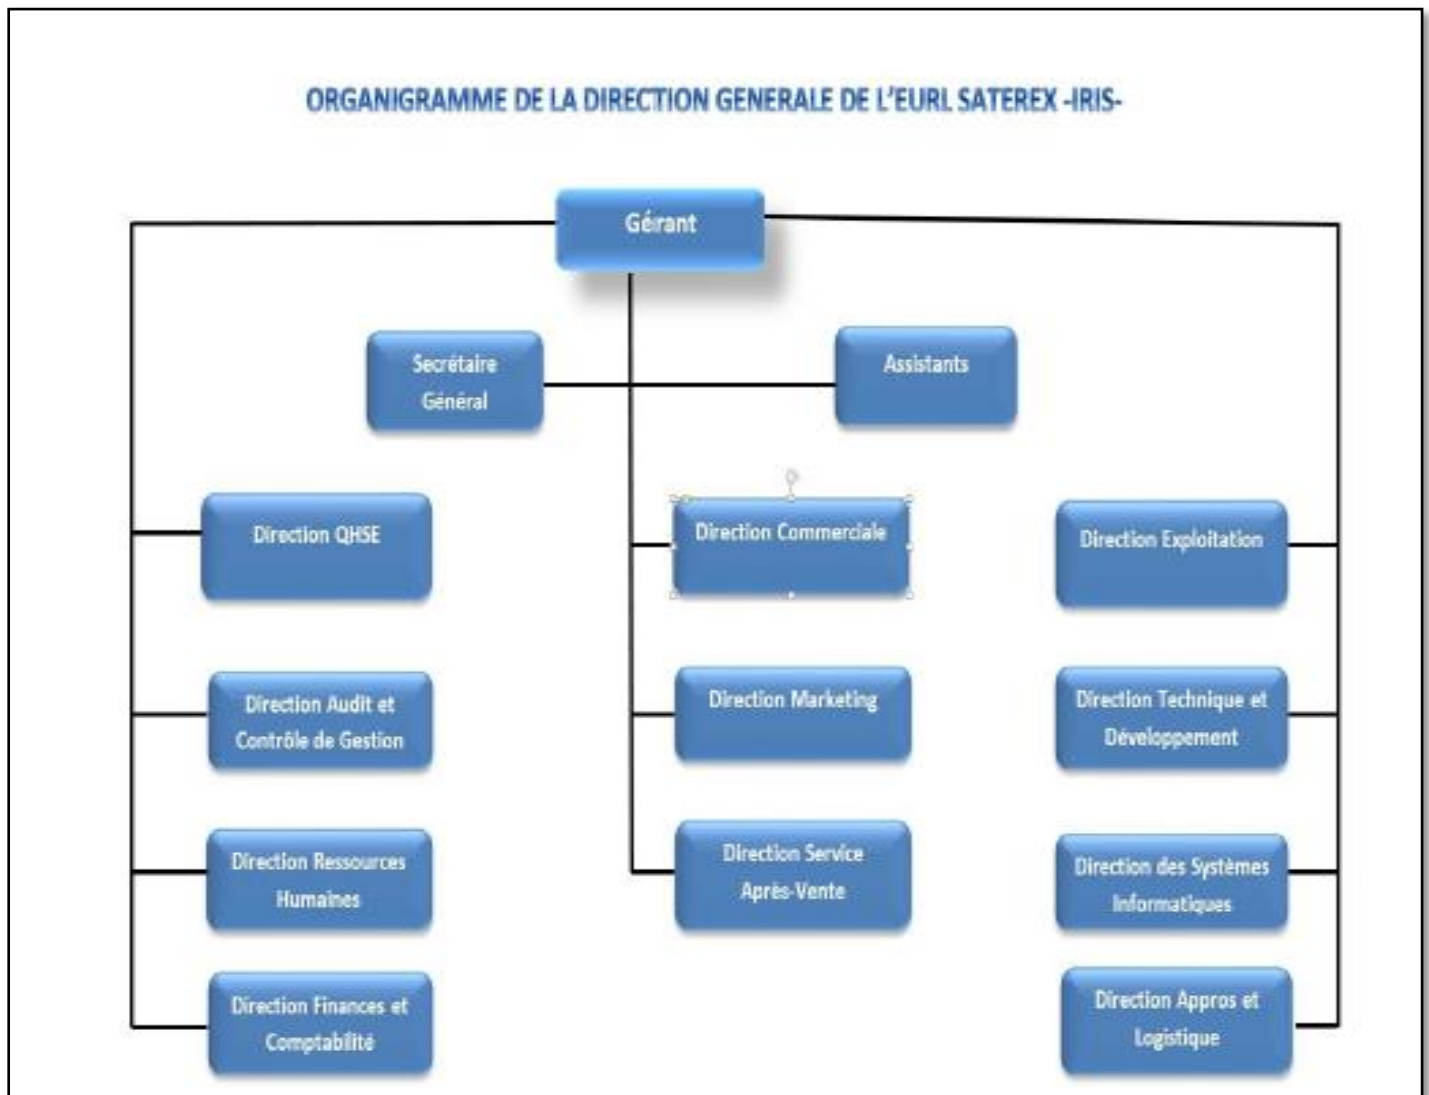 ORGANIGRAMME DE LA DIRECTION GENERALE DE L'EURL SATEREX -IRIS-
Gérant
Secrétaire
Général
Assistants
Direction QHSE
Direction Commerciale
Direction Exploitation
Direction Audit et
Contrôle de Gestion
Direction Marketing
Direction Technique et
Développement
Direction Ressources
Humaines
Direction Service
Après-Vente
Direction des Systèmes
Informatiques
Direction Finances et
Comptabilité
Direction Appros et
Logistique